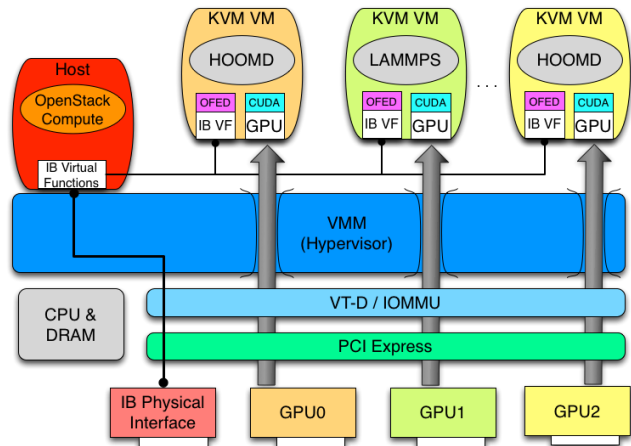 KVM VM
KVM VM
KVM VM
Host
HOOMD
LAMMPS
HOOMD
. . .
OpenStack
Compute
OFED
CUDA
OFED
CUDA
OFED
CUDA
IB VF
GPU
IB VF
GPU
IB VF
GPU
IB Virtual
Functions
VMM
(Hypervisor)
CPU &
DRAM
VT-D / IOMMU
PCI Express
IB Physical
Interface
GPU0
GPU1
GPU2